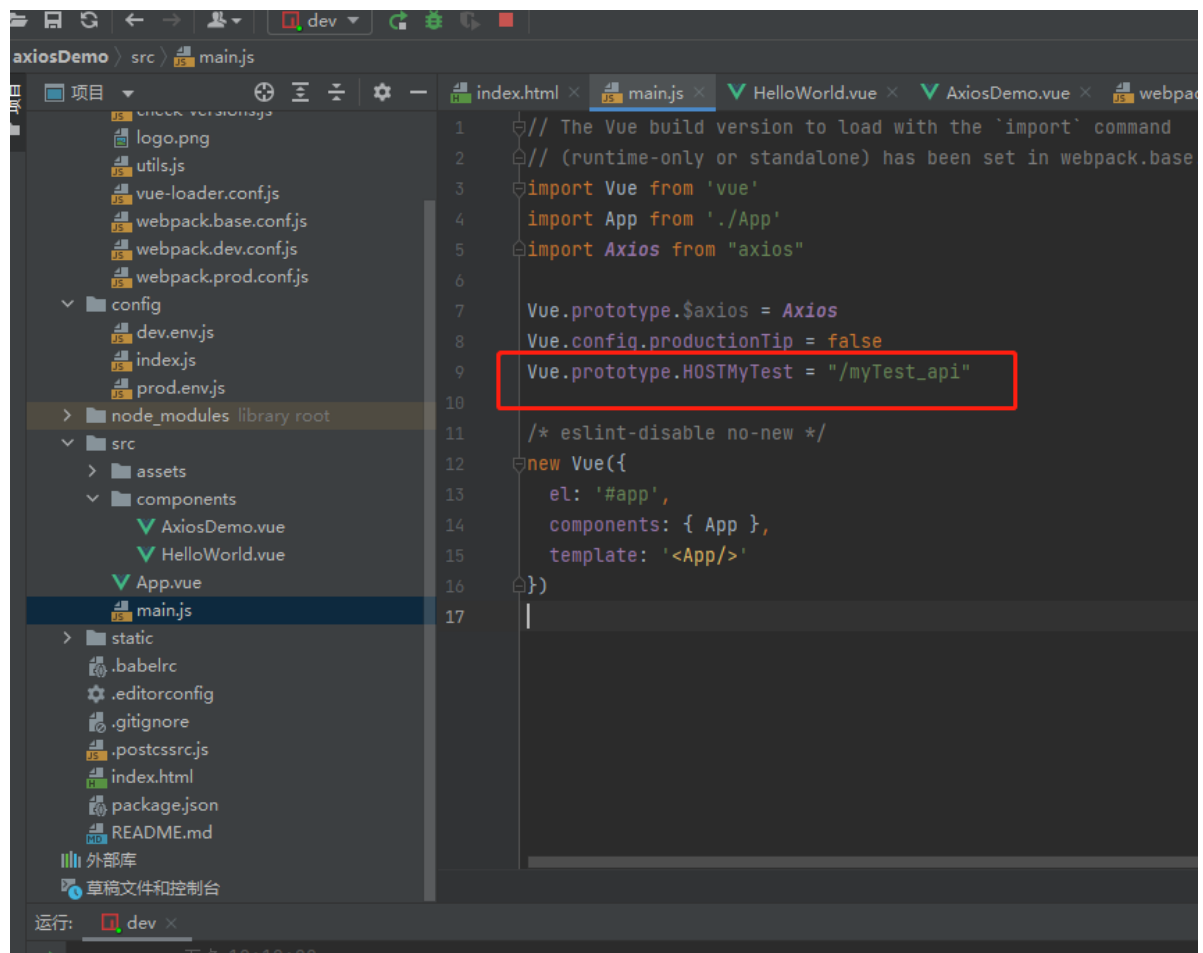 dev
axiosDemo 〉 src 〉 main.js
项目
index.html × main.js × HelloWorld.vue × AxiosDemo.vue ×
check-versions.js
logo.png
utils.js
vue-loader.conf.js
webpack.base.conf.js
webpack.dev.conf.js
webpack.prod.conf.js
config
dev.env.js
index.js
prod.env.js
node_modules library root
src
assets
components
AxiosDemo.vue
HelloWorld.vue
App.vue
main.js
static
.babelrc
.editorconfig
.gitignore
.postcssrc.js
index.html
package.json
README.md
外部库
草稿文件和控制台
1 // The Vue build version to load with the `import` command
2 // (runtime-only or standalone) has been set in webpack.base
3 import Vue from 'vue'
4 import App from './App'
5 import Axios from "axios"
6
7 Vue.prototype.$axios = Axios
8 Vue.config.productionTip = false
9 Vue.prototype.HOSTMyTest = "/myTest_api"
10
11 /* eslint-disable no-new */
12 new Vue({
13 el: '#app',
14 components: { App },
15 template: '<App/>'
16 })
17
运行: dev ×